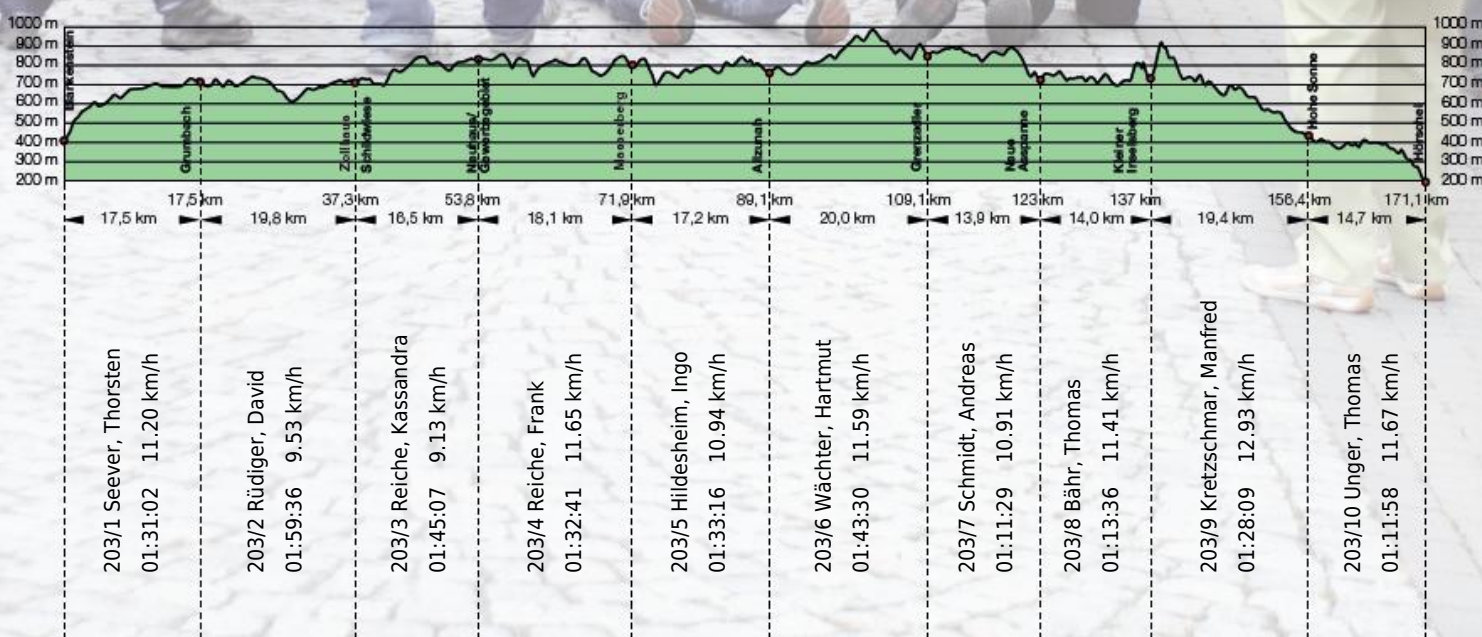 1000 m
900 m
800 m
700 m
600 m
500 m
400 m
300 m
200 m
1000 m
900 m
800 m
700 m
600 m
500 m
400 m
300 m
200 m
Blankenstein
Grumbach
Zollhaus
Schildwiese
Neuhaus/
Masserberg
Allzunah
Grenzadler
Neue
Ausspanne
Kleiner
Inselsberg
Hohe Sonne
Hörschel
17,5 km
37,3 km
53,8 km
71,9 km
89,1 km
109,1 km
123 km
137 km
156,4 km
171,1 km
17,5 km
19,8 km
16,5 km
18,1 km
17,2 km
20,0 km
13,9 km
14,0 km
19,4 km
14,7 km
203/1 Seever, Thorsten
01:31:02 11.20 km/h
203/2 Rüdiger, David
01:59:36 9.53 km/h
203/3 Reiche, Kassandra
01:45:07 9.13 km/h
203/4 Reiche, Frank
01:32:41 11.65 km/h
203/5 Hildesheim, Ingo
01:33:16 10.94 km/h
203/6 Wächter, Hartmut
01:43:30 11.59 km/h
203/7 Schmidt, Andreas
01:11:29 10.91 km/h
203/8 Bähr, Thomas
01:13:36 11.41 km/h
203/9 Kretzschmar, Manfred
01:28:09 12.93 km/h
203/10 Unger, Thomas
01:11:58 11.67 km/h